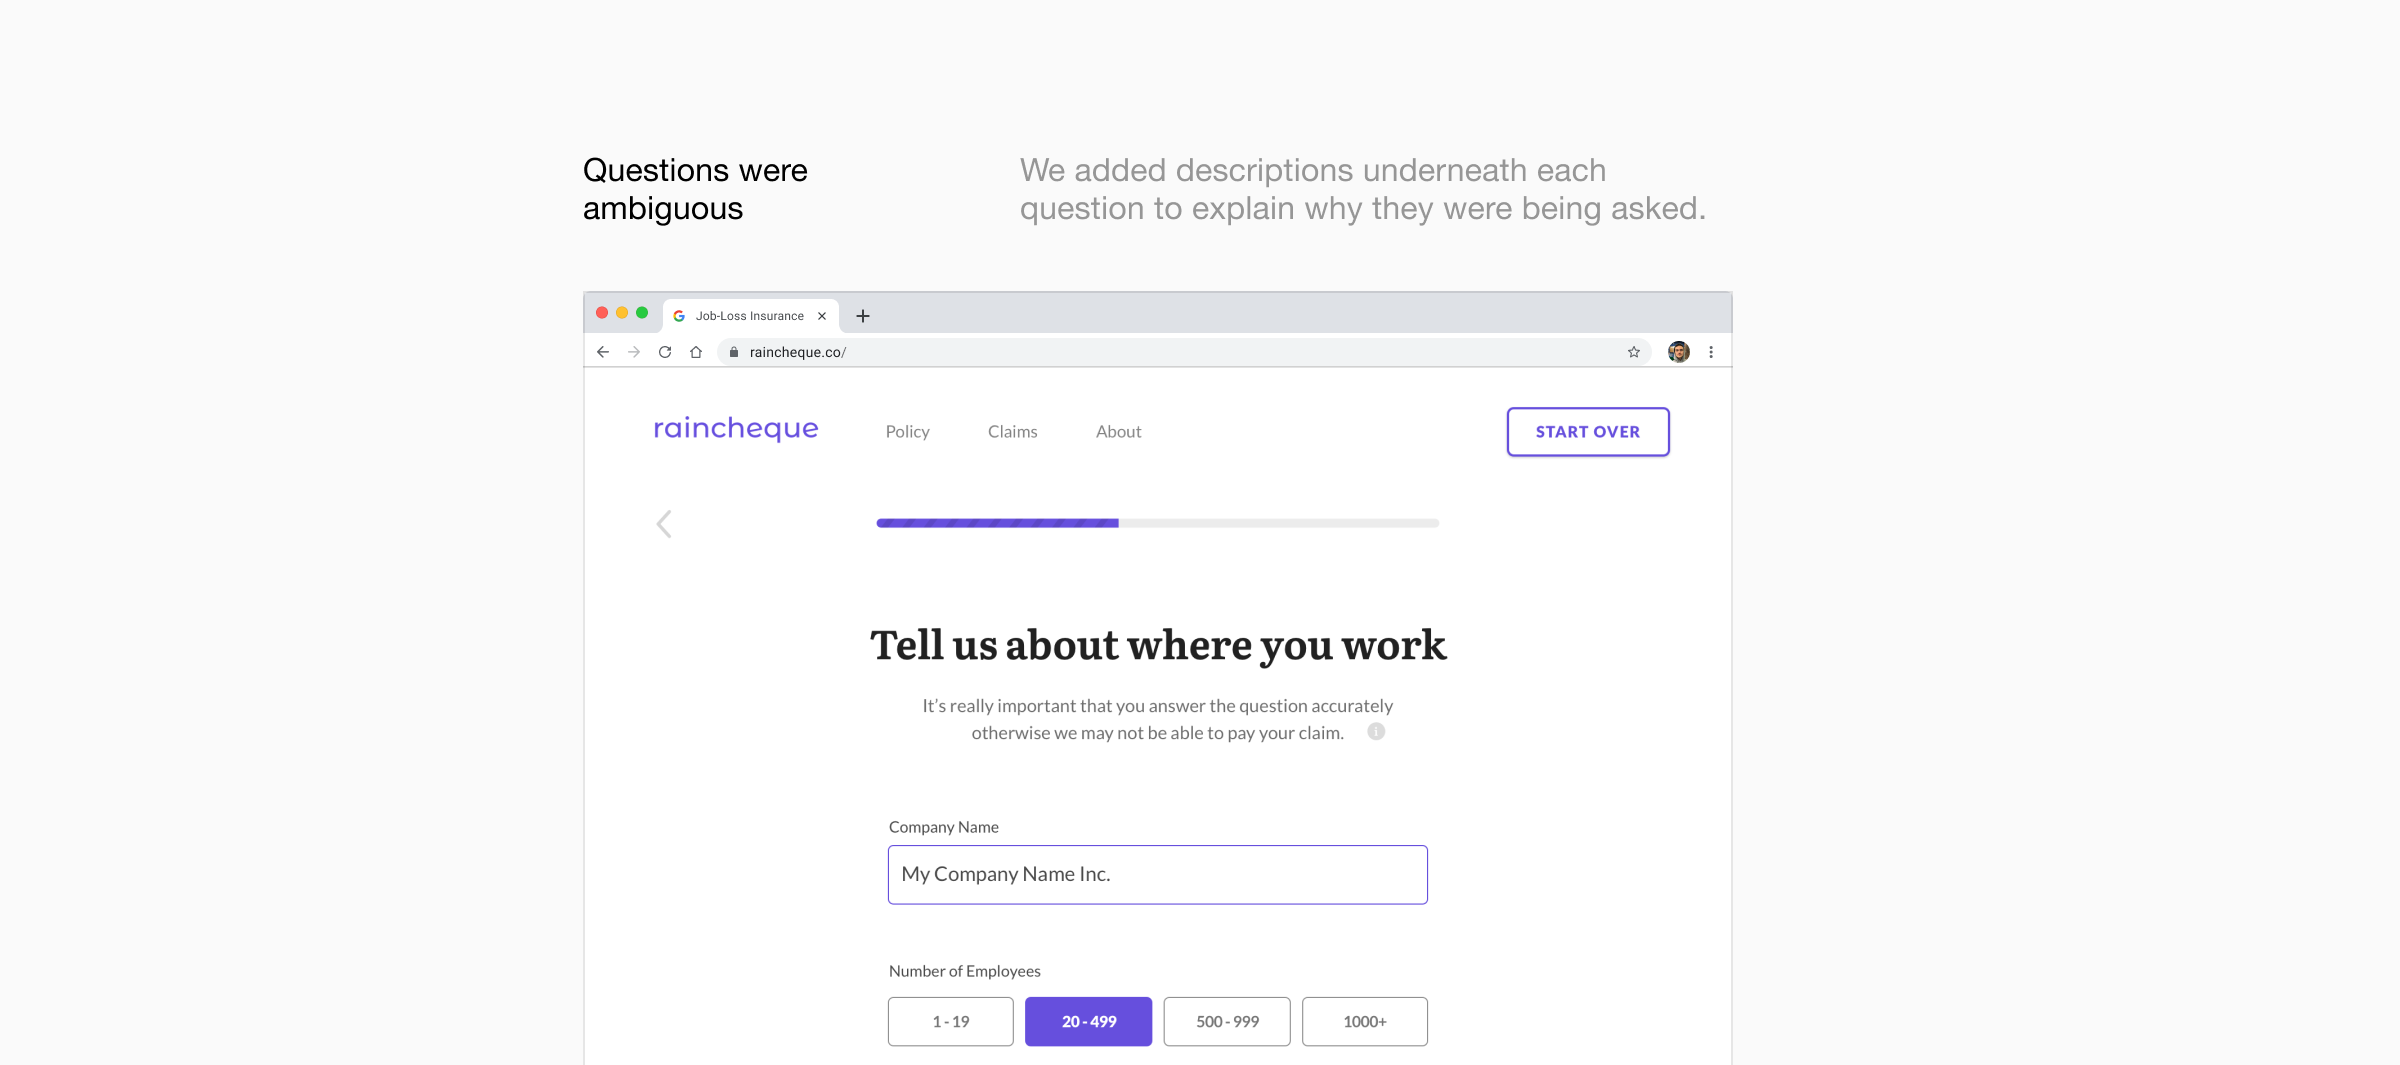 Questions were
ambiguous
We added descriptions underneath each
question to explain why they were being asked.
Job-Loss Insurance
raincheque.co/
raincheque
Policy
Claims
About
START OVER
Tell us about where you work
It's really important that you answer the question accurately
otherwise we may not be able to pay your claim.
Company Name
My Company Name Inc.
Number of Employees
1 - 19
20 - 499
500 - 999
1000+